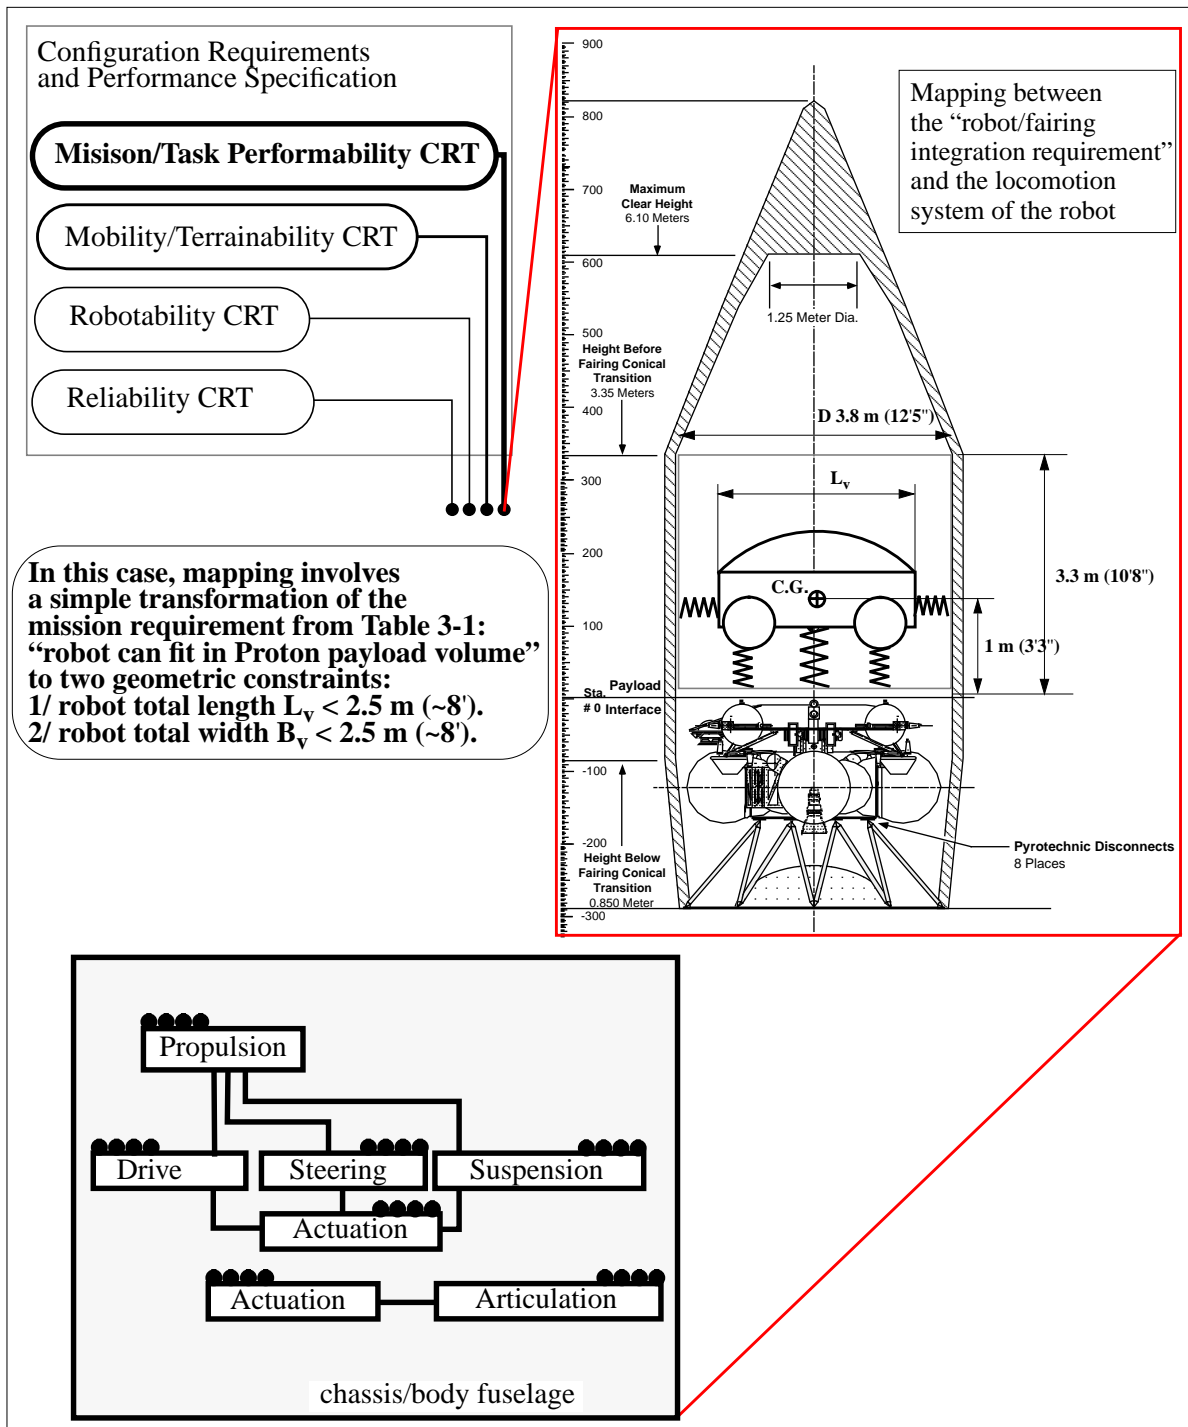 Configuration Requirements
and Performance Specification
Misison/Task Performability CRT
Mobility/Terrainability CRT
Robotability CRT
Reliability CRT
In this case, mapping involves
a simple transformation of the
mission requirement from Table 3-1:
“robot can fit in Proton payload volume”
to two geometric constraints:
1/ robot total length Lv < 2.5 m (~8').
2/ robot total width Bv < 2.5 m (~8').
900
800
700
600
500
400
300
200
100
Sta.
# 0
-100
-200
-300
Mapping between
the “robot/fairing
integration requirement”
and the locomotion
system of the robot
Maximum
Clear Height
6.10 Meters
1.25 Meter Dia.
Height Before
Fairing Conical
Transition
3.35 Meters
D 3.8 m (12'5")
Lv
C.G.
3.3 m (10'8")
1 m (3'3")
Payload
Interface
Height Below
Fairing Conical
Transition
0.850 Meter
Pyrotechnic Disconnects
8 Places
Propulsion
Drive
Steering
Suspension
Actuation
Actuation
Articulation
chassis/body fuselage